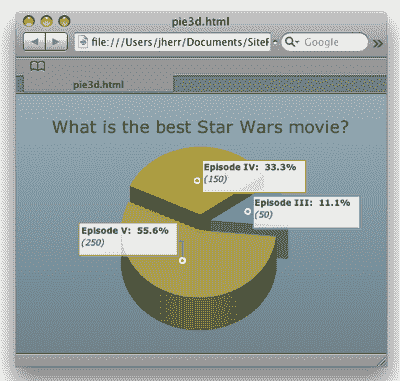 pie3d.html
file:///Users/jherr/Documents/SiteF
Google
pie3d.html
What is the best Star Wars movie?
Episode IV: 33.3%
(150)
Episode III: 11.1%
(50)
Episode V: 55.6%
(250)